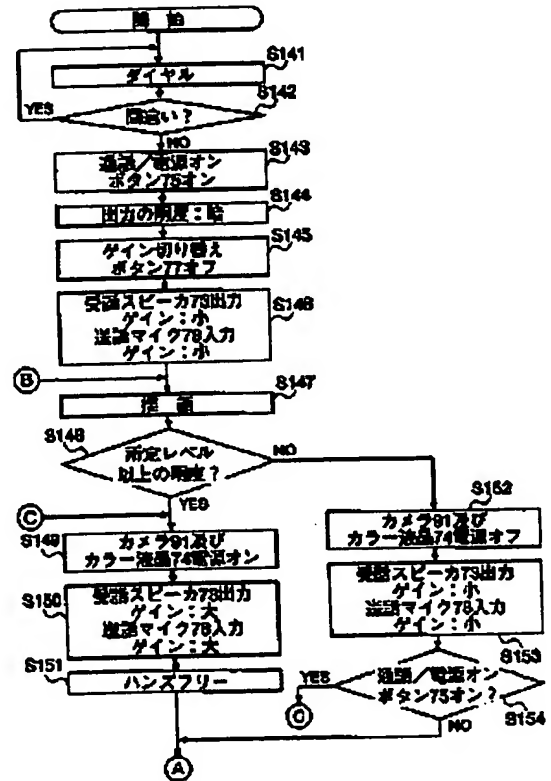 開始
S141
ダイヤル
S142
YES
間違い？
NO
S143
通話／電源オン
ボタン75オン
S144
出力の明度：暗
S145
ゲイン切り替え
ボタン77オフ
S146
受話スピーカ73出力
ゲイン：小
送話マイク78入力
ゲイン：小
B
S147
S148
所定レベル
以上の明度？
NO
YES
C
S149
カメラ91及び
カラー液晶74電源オン
S150
受話スピーカ73出力
ゲイン：大
送話マイク78入力
ゲイン：大
S151
ハンズフリー
S152
カメラ91及び
カラー液晶74電源オフ
受話スピーカ73出力
ゲイン：小
送話マイク78入力
ゲイン：小
S153
YES
通話／電源オン
ボタン75オン？
S154
C
NO
A